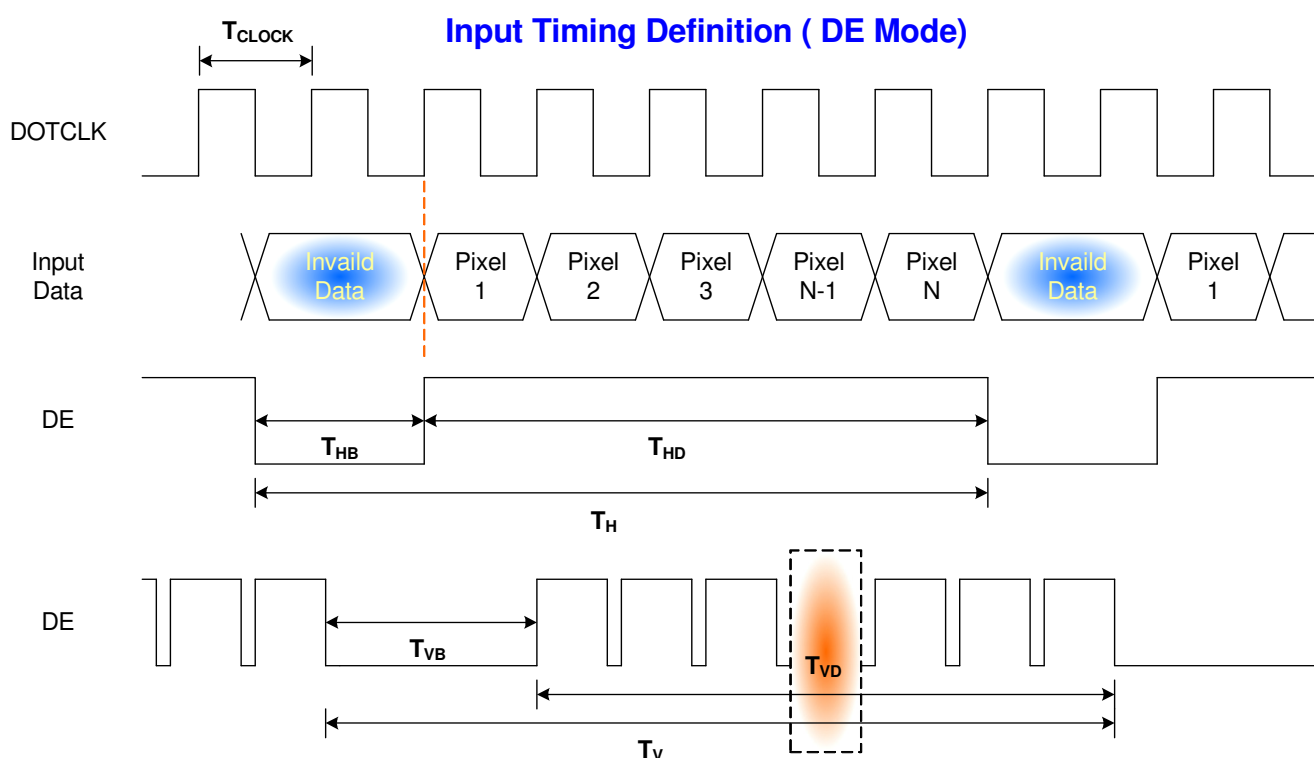 Input Timing Definition ( DE Mode)
TCLOCK
DOTCLK
Input
Data
Invaild
Data
Pixel
1
Pixel
2
Pixel
3
Pixel
N-1
Pixel
N
Invaild
Data
Pixel
1
DE
THB
THD
TH
DE
TVB
TVD
TV